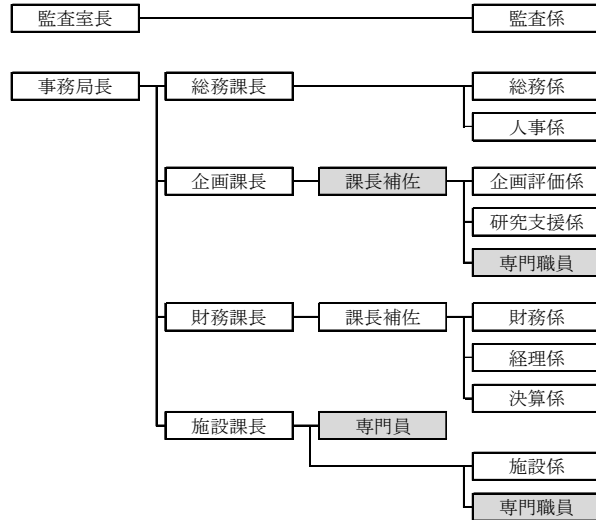 監査室長 監査係
事務局長 総務課長 総務係
人事係
企画課長 課長補佐 企画評価係
研究支援係
専門職員
財務課長 課長補佐 財務係
経理係
決算係
施設課長 専門員
施設係
専門職員